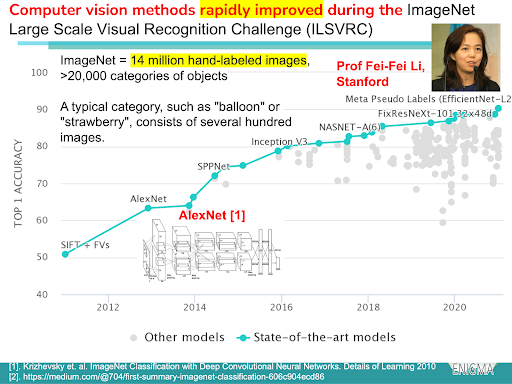 Computer vision methods rapidly improved during the ImageNet
Large Scale Visual Recognition Challenge (ILSVRC)
ImageNet = 14 million hand-labeled images,
>20,000 categories of objects
Prof Fei-Fei Li,
Stanford
A typical category, such as "balloon" or
"strawberry", consists of several hundred
images.
TOP 1 ACCURACY
100
90
80
70
60
50
40
Meta Pseudo Labels (EfficientNet-L2
FixResNeXt-101 32x48d
NASNET-A(6)
Inception V3
SPPNet
AlexNet
AlexNet [1]
SIFT + FVs
2012
2014
2016
2018
2020
Other models
State-of-the-art models
[1]. Krizhevsky et. al. ImageNet Classification with Deep Convolutional Neural Networks. Details of Learning 2010
[2]. https://medium.com/@704/first-summary-imagenet-classification-606c904ecd86
ENIGMA